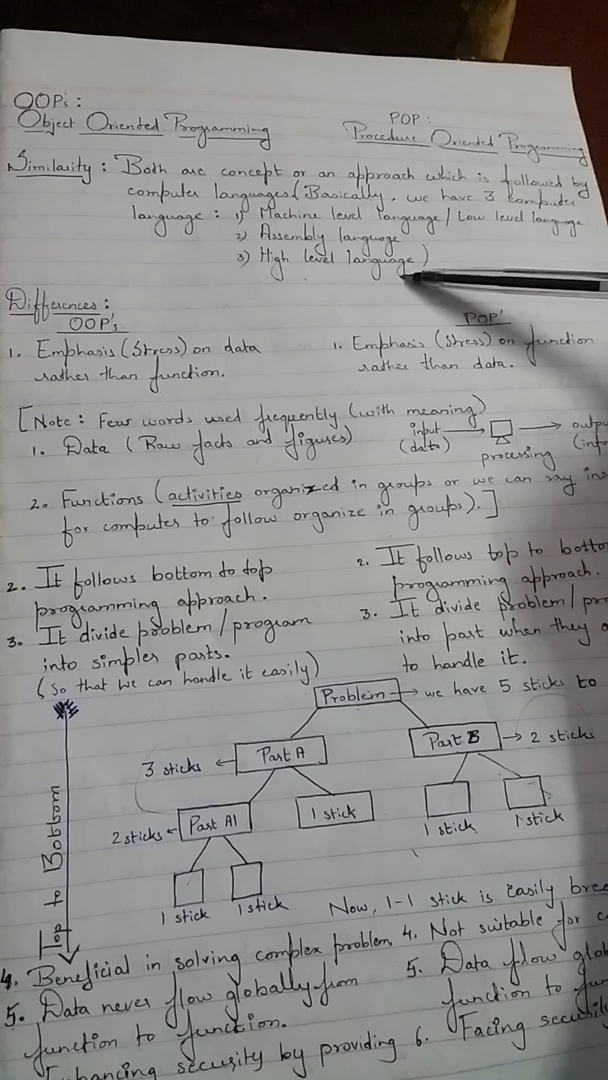 OOPs :
Object Oriented Programming
POP :
Procedure Oriented Programming
Similarity : Both are concept or an approach which is followed by
computer languages (Basically, we have 3 computer
language : 1) Machine level language / Low level language
2) Assembly language
3) High level language)
Differences :
OOP's
POP'
1. Emphasis (Stress) on data
rather than function.
1. Emphasis (Stress) on function
rather than data.
[Note : Few words used frequently (with meaning)
1. Data (Raw facts and figures)
input
(data)
processing
outpu
(info
2. Functions (activities organized in groups or we can say ins
for computer to follow organize in groups).]
2. It follows bottom to top
programming approach.
3. It divide problem / program
into simpler parts.
(So that we can handle it easily)
2. It follows top to botto
programming approach.
3. It divide problem / pro
into part when they
to handle it.
Problem → we have 5 sticks to
3 sticks ← Part A
Part B → 2 sticks
2 sticks ← Part A1
1 stick
1 stick
1 stick
1 stick
1 stick
Top to Bottom
Now, 1-1 stick is easily brea
4. Beneficial in solving complex problem
4. Not suitable for c
5. Data never flow globally from
function to function.
5. Data flow glob
function to fun
Enhancing security by providing
6. Facing security